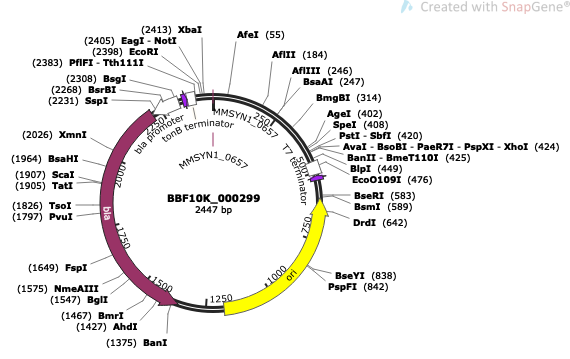 Created with SnapGene®
(2413) XbaI
(2405) EagI - NotI
(2398) EcoRI
(2383) PflFI - Tth111I
(2308) BsgI
(2268) BsrBI
(2231) SspI
(2026) XmnI
(1964) BsaHI
(1907) ScaI
(1905) TatI
(1826) TsoI
(1797) PvuI
(1649) FspI
(1575) NmeAIII
(1547) BglI
(1467) BmrI
(1427) AhdI
(1375) BanI
AfeI (55)
AflII (184)
AflIII (246)
BsaAI (247)
BmgBI (314)
AgeI (402)
SpeI (408)
PstI - SbfI (420)
AvaI - BsoBI - PaeR7I - PspXI - XhoI (424)
BanII - BmeT110I (425)
BlpI (449)
EcoO109I (476)
BseRI (583)
BsmI (589)
DrdI (642)
BseYI (838)
PspFI (842)
bla promoter
tonB terminator
MMSYN1_0657
MMSYN1_0657
T7 terminator
bla
ori
250
500
750
1000
1250
1500
1750
2000
2250
BBF10K_000299
2447 bp